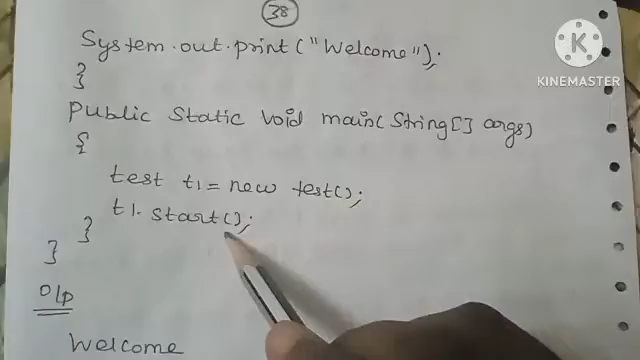 38
System.out.print("Welcome");
}
public static void main(String[] args)
{
test t1 = new test();
t1. start();
}
}
O/p
Welcome
K
KINEMASTER